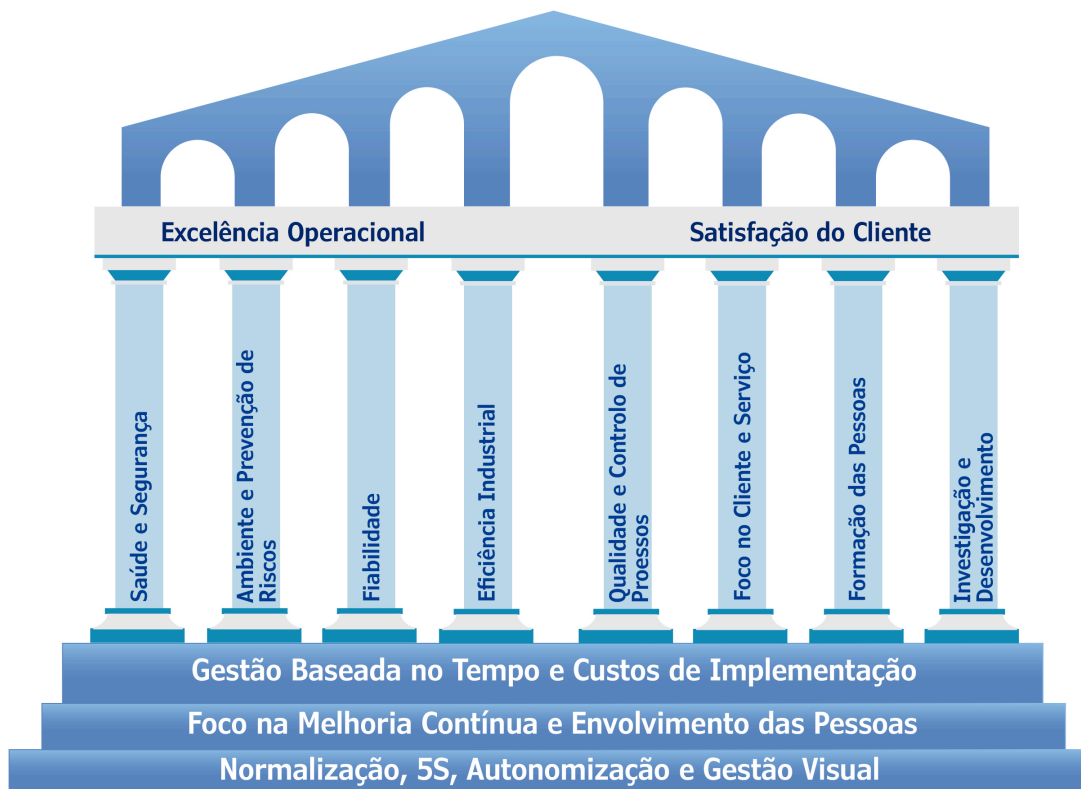 Excelência Operacional
Satisfação do Cliente
Saúde e Segurança
Ambiente e Prevenção de
Riscos
Fiabilidade
Eficiência Industrial
Qualidade e Controlo de
Proessos
Foco no Cliente e Serviço
Formação das Pessoas
Investigação e
Desenvolvimento
Gestão Baseada no Tempo e Custos de Implementação
Foco na Melhoria Contínua e Envolvimento das Pessoas
Normalização, 5S, Autonomização e Gestão Visual